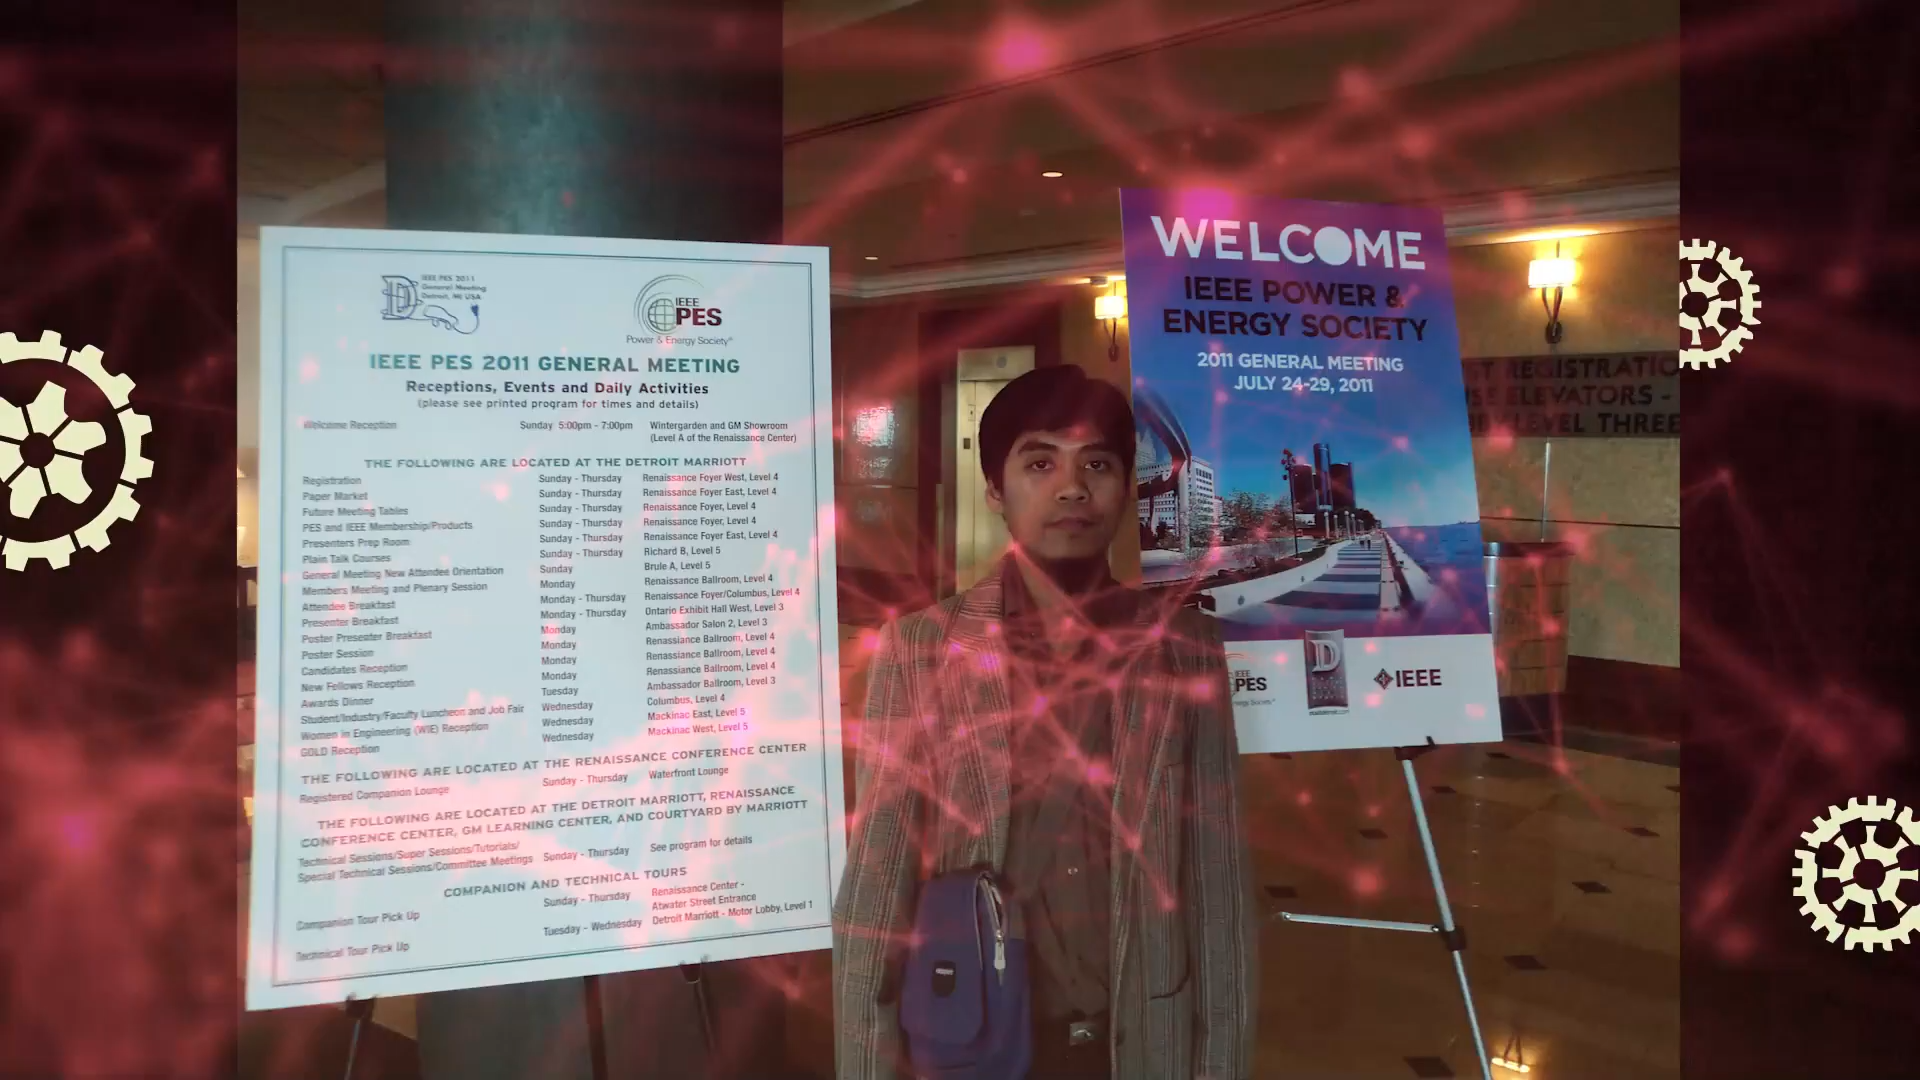 IEEE PES 2011
General Meeting
Detroit, MI USA
IEEE
PES
Power & Energy Society®
IEEE PES 2011 GENERAL MEETING
Receptions, Events and Daily Activities
(please see printed program for times and details)
Welcome Reception Sunday 5:00pm - 7:00pm Wintergarden and GM Showroom
(Level A of the Renaissance Center)
THE FOLLOWING ARE LOCATED AT THE DETROIT MARRIOTT
Registration Sunday - Thursday Renaissance Foyer West, Level 4
Paper Market Sunday - Thursday Renaissance Foyer East, Level 4
Future Meeting Tables Sunday - Thursday Renaissance Foyer, Level 4
PES and IEEE Membership/Products Sunday - Thursday Renaissance Foyer, Level 4
Presenters Prep Room Sunday - Thursday Renaissance Foyer East, Level 4
Plain Talk Courses Sunday - Thursday Richard B, Level 5
General Meeting New Attendee Orientation Sunday Brule A, Level 5
Members Meeting and Plenary Session Monday Renaissance Ballroom, Level 4
Attendee Breakfast Monday - Thursday Renaissance Foyer/Columbus, Level 4
Presenter Breakfast Monday - Thursday Ontario Exhibit Hall West, Level 3
Poster Presenter Breakfast Monday Ambassador Salon 2, Level 3
Poster Session Monday Renassiance Ballroom, Level 4
Candidates Reception Monday Renassiance Ballroom, Level 4
New Fellows Reception Monday Renassiance Ballroom, Level 4
Awards Dinner Tuesday Ambassador Ballroom, Level 3
Student/Industry/Faculty Luncheon and Job Fair Wednesday Columbus, Level 4
Women in Engineering (WIE) Reception Wednesday Mackinac East, Level 5
GOLD Reception Wednesday Mackinac West, Level 5
THE FOLLOWING ARE LOCATED AT THE RENAISSANCE CONFERENCE CENTER
Registered Companion Lounge Sunday - Thursday Waterfront Lounge
THE FOLLOWING ARE LOCATED AT THE DETROIT MARRIOTT, RENAISSANCE
CONFERENCE CENTER, GM LEARNING CENTER, AND COURTYARD BY MARRIOTT
Technical Sessions/Super Sessions/Tutorials/
Special Technical Sessions/Committee Meetings Sunday - Thursday See program for details
COMPANION AND TECHNICAL TOURS
Companion Tour Pick Up Sunday - Thursday Renaissance Center -
Atwater Street Entrance
Technical Tour Pick Up Tuesday - Wednesday Detroit Marriott - Motor Lobby, Level 1
WELCOME
IEEE POWER &
ENERGY SOCIETY
2011 GENERAL MEETING
JULY 24-29, 2011
IEEE
PES
D
IEEE
ST REGISTRATIO
SE ELEVATORS -
LEVEL THREE